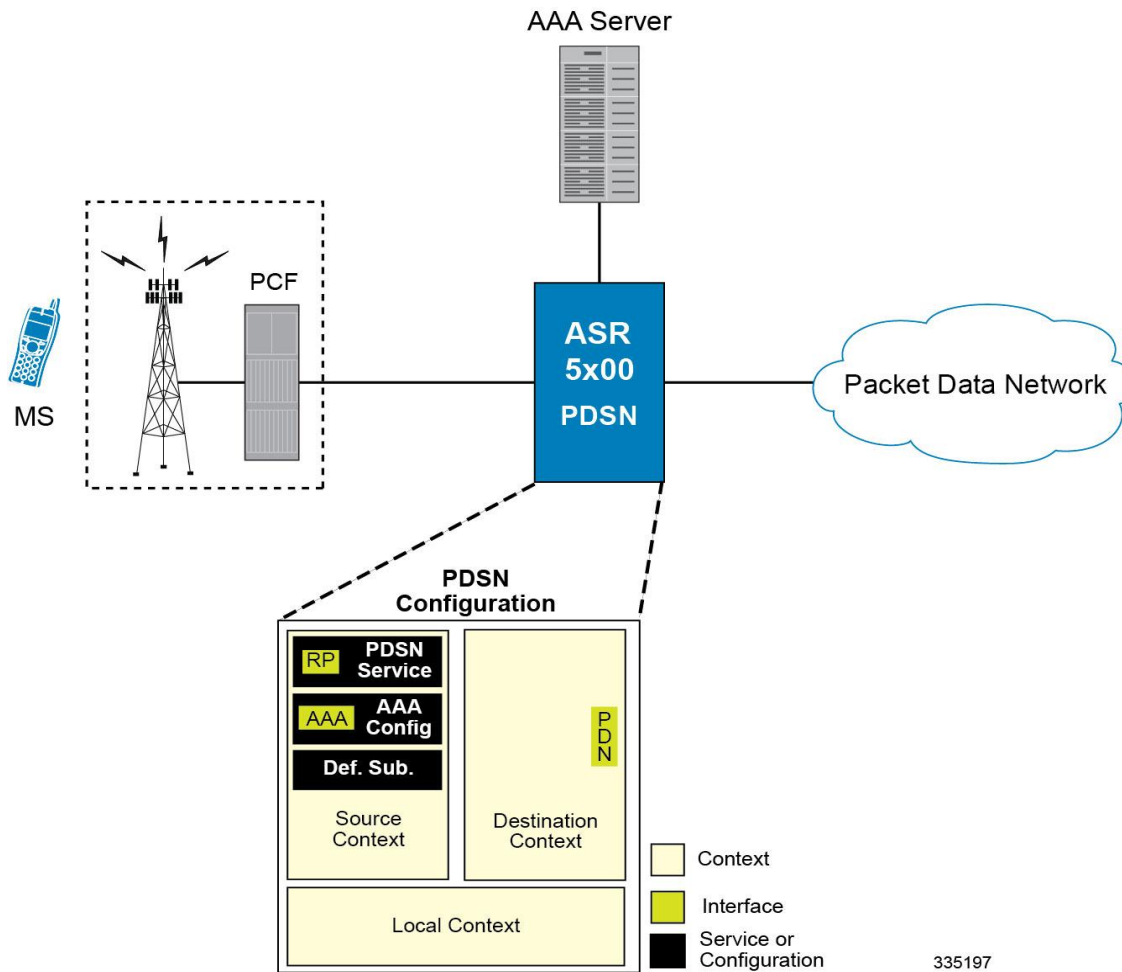 AAA Server
PCF
MS
ASR
5x00
PDSN
Packet Data Network
PDSN
Configuration
RP
PDSN
Service
AAA
AAA
Config
Def. Sub.
Source
Context
PDN
Destination
Context
Local Context
Context
Interface
Service or
Configuration
335197